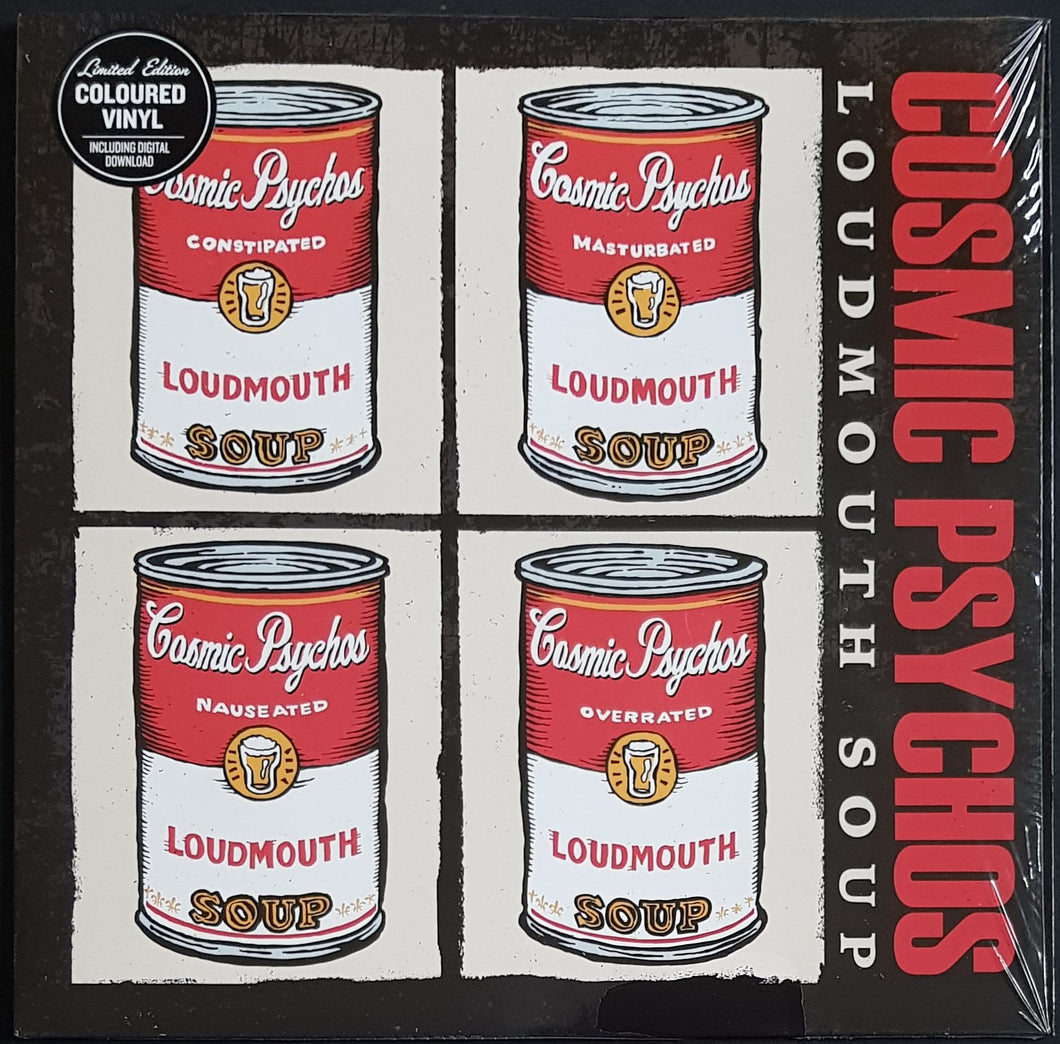 Limited Edition
COLOURED
VINYL
INCLUDING DIGITAL
DOWNLOAD
Cosmic Psychos
CONSTIPATED
LOUDMOUTH
SOUP
Cosmic Psychos
MASTURBATED
LOUDMOUTH
SOUP
Cosmic Psychos
NAUSEATED
LOUDMOUTH
SOUP
Cosmic Psychos
OVERRATED
LOUDMOUTH
SOUP
COSMIC PSYCHOS
LOUDMOUTH SOUP